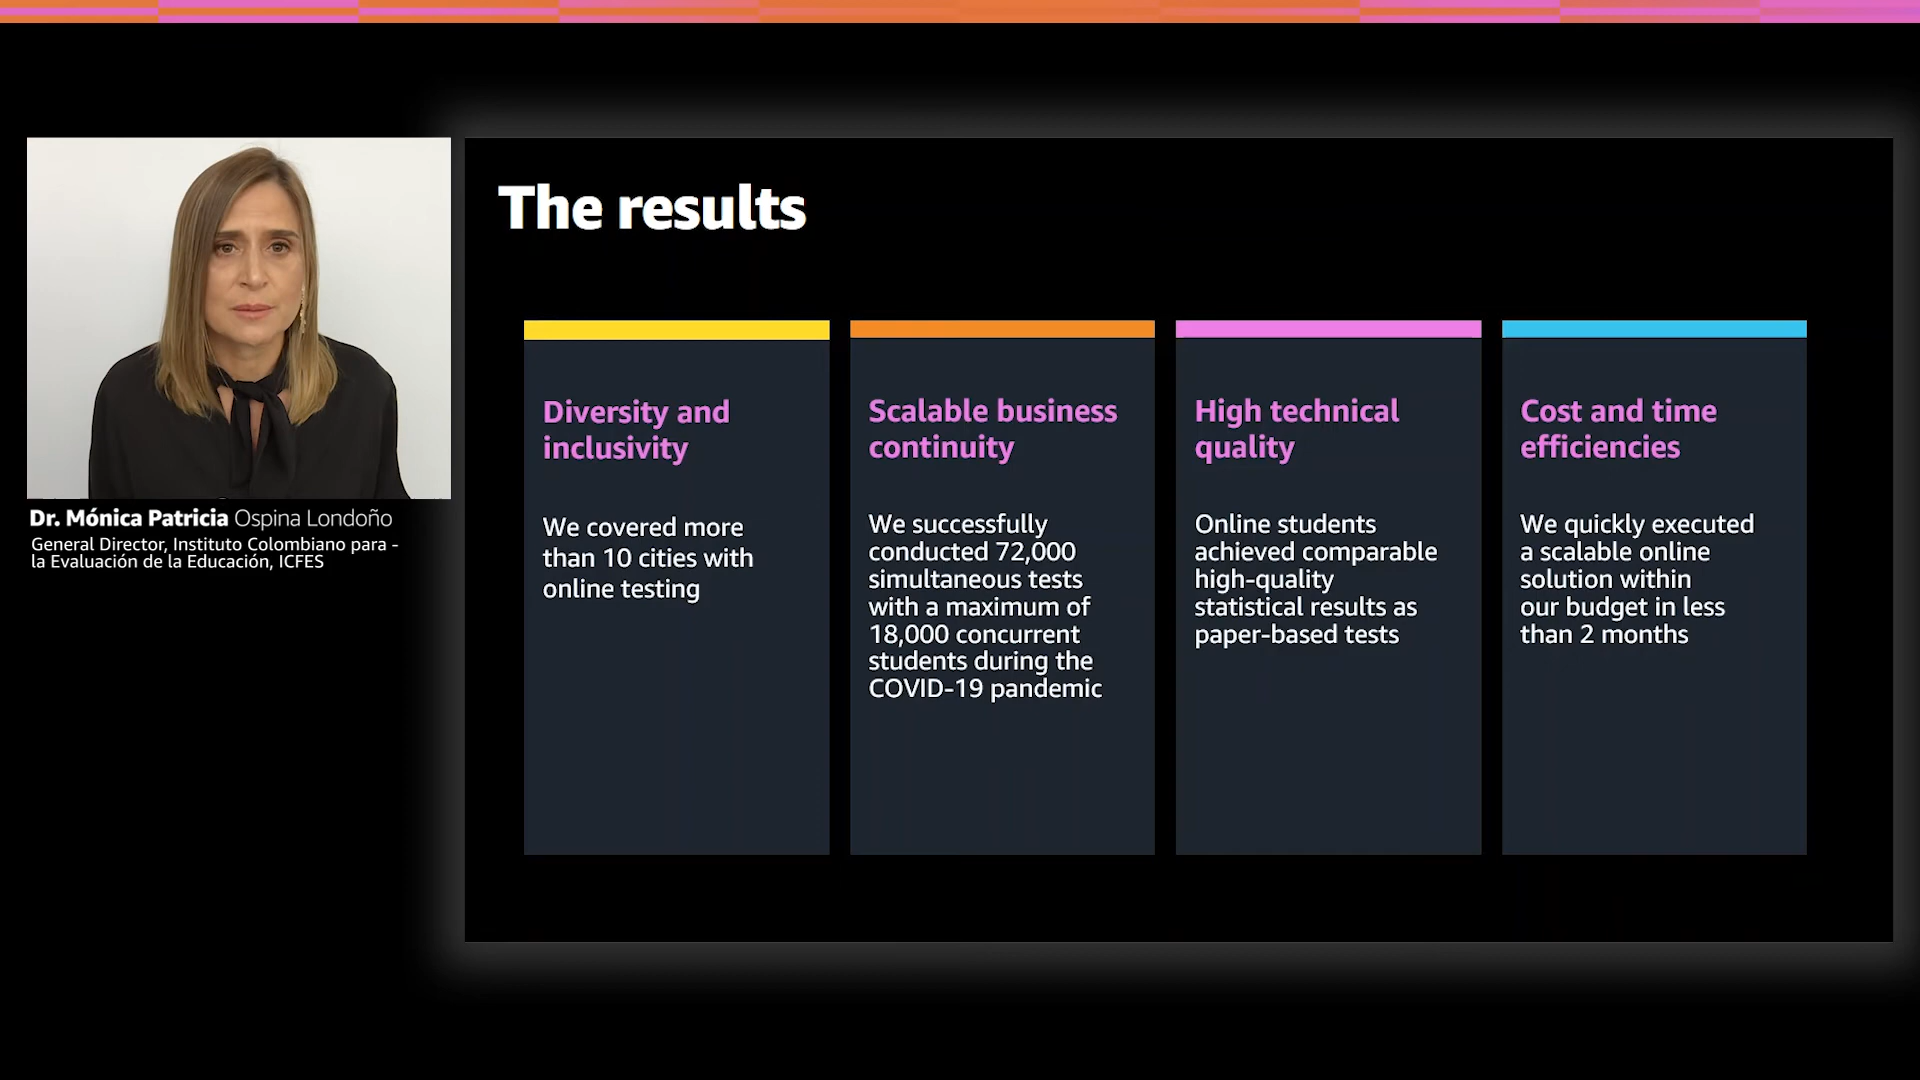 The results
Dr. Mónica Patricia Ospina Londoño
General Director, Instituto Colombiano para -
la Evaluación de la Educación, ICFES
Diversity and
inclusivity
We covered more
than 10 cities with
online testing
Scalable business
continuity
We successfully
conducted 72,000
simultaneous tests
with a maximum of
18,000 concurrent
students during the
COVID-19 pandemic
High technical
quality
Online students
achieved comparable
high-quality
statistical results as
paper-based tests
Cost and time
efficiencies
We quickly executed
a scalable online
solution within
our budget in less
than 2 months